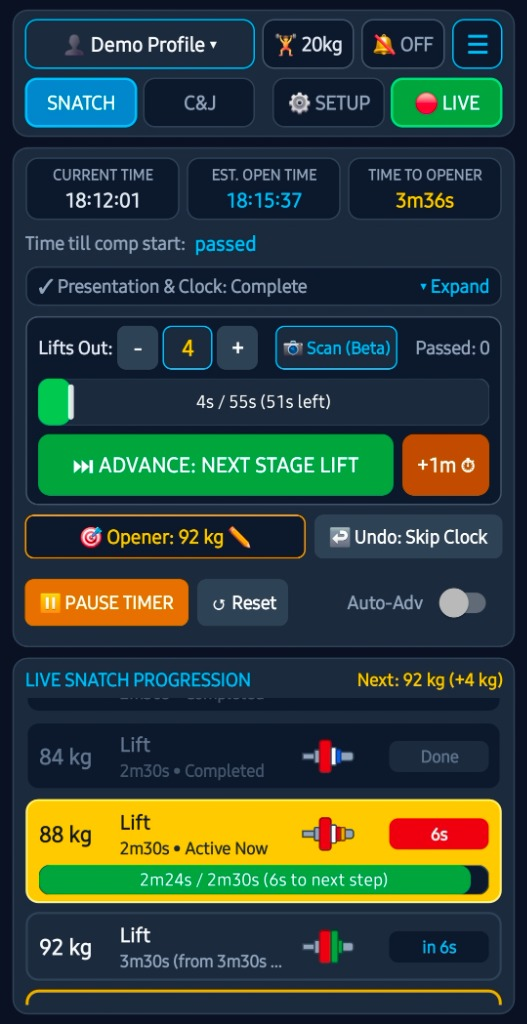 Demo Profile ▾
20kg
OFF
☰
SNATCH
C&J
SETUP
LIVE
CURRENT TIME
18:12:01
EST. OPEN TIME
18:15:37
TIME TO OPENER
3m36s
Time till comp start: passed
✓ Presentation & Clock: Complete
▾ Expand
Lifts Out:
-
4
+
Scan (Beta)
Passed: 0
4s / 55s (51s left)
ADVANCE: NEXT STAGE LIFT
+1m
Opener: 92 kg
Undo: Skip Clock
PAUSE TIMER
↺ Reset
Auto-Adv
LIVE SNATCH PROGRESSION
Next: 92 kg (+4 kg)
84 kg
Lift
2m30s • Completed
Done
88 kg
Lift
2m30s • Active Now
6s
2m24s / 2m30s (6s to next step)
92 kg
Lift
3m30s (from 3m30s ...
in 6s